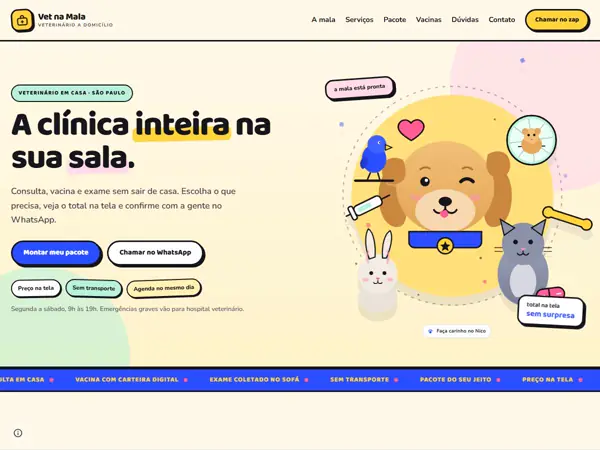 Vet na Mala
VETERINÁRIO A DOMICÍLIO
A mala Serviços Pacote Vacinas Dúvidas Contato Chamar no zap
VETERINÁRIO EM CASA · SÃO PAULO
a mala está pronta
A clínica inteira na
sua sala.
Consulta, vacina e exame sem sair de casa. Escolha o que
precisa, veja o total na tela e confirme com a gente no
WhatsApp.
Montar meu pacote Chamar no WhatsApp
Preço na tela Sem transporte Agenda no mesmo dia
Segunda a sábado, 9h às 19h. Emergências graves vão para hospital veterinário.
total na tela
sem surpresa
Faça carinho no Nico
ULTA EM CASA VACINA COM CARTEIRA DIGITAL EXAME COLETADO NO SOFÁ SEM TRANSPORTE PACOTE DO SEU JEITO PREÇO NA TELA